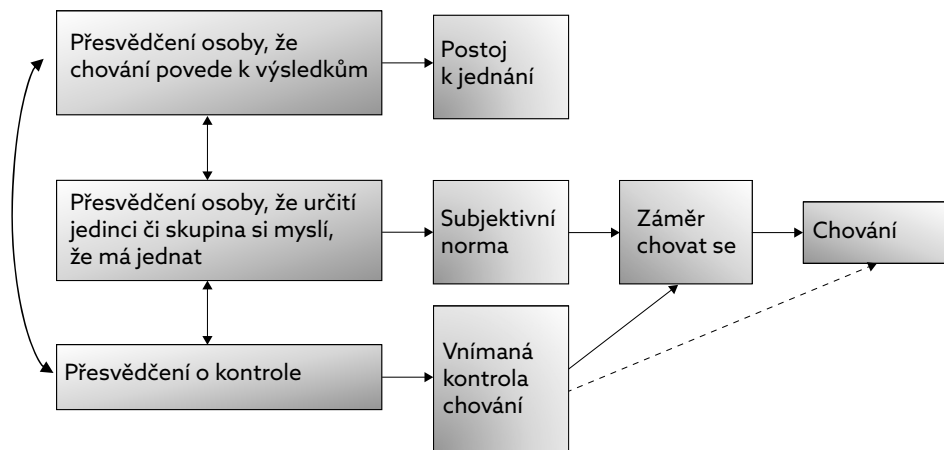 Přesvědčení osoby, že
chování povede k výsledkům
Postoj
k jednání
Přesvědčení osoby, že určití
jedinci či skupina si myslí,
že má jednat
Subjektivní
norma
Záměr
chovat se
Chování
Přesvědčení o kontrole
Vnímaná
kontrola
chování